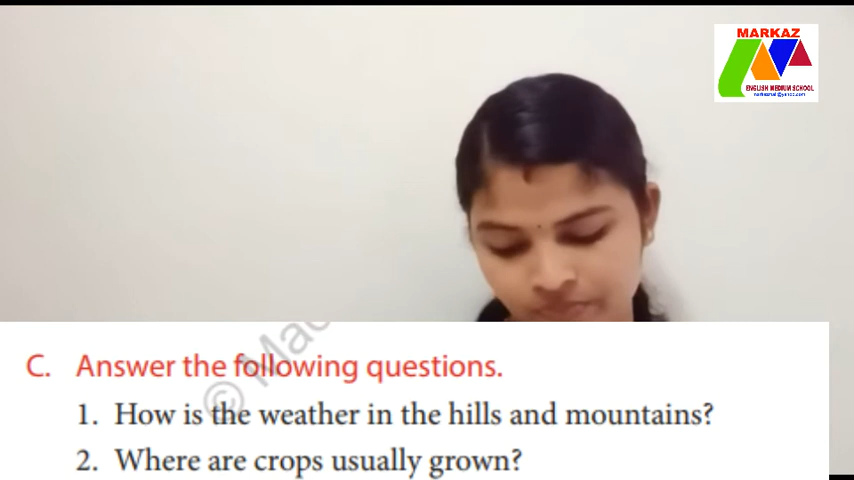 MARKAZ
ENGLISH MEDIUM SCHOOL
C. Answer the following questions.
1. How is the weather in the hills and mountains?
2. Where are crops usually grown?